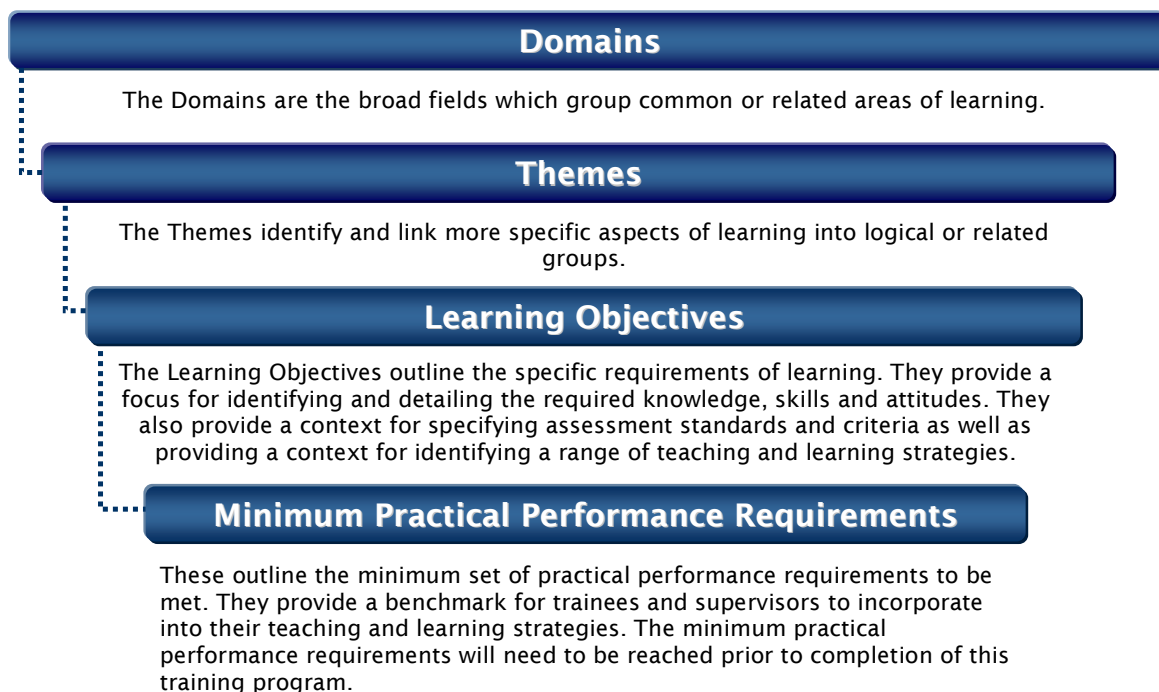 Domains
The Domains are the broad fields which group common or related areas of learning.
Themes
The Themes identify and link more specific aspects of learning into logical or related
groups.
Learning Objectives
The Learning Objectives outline the specific requirements of learning. They provide a
focus for identifying and detailing the required knowledge, skills and attitudes. They
also provide a context for specifying assessment standards and criteria as well as
providing a context for identifying a range of teaching and learning strategies.
Minimum Practical Performance Requirements
These outline the minimum set of practical performance requirements to be
met. They provide a benchmark for trainees and supervisors to incorporate
into their teaching and learning strategies. The minimum practical
performance requirements will need to be reached prior to completion of this
training program.